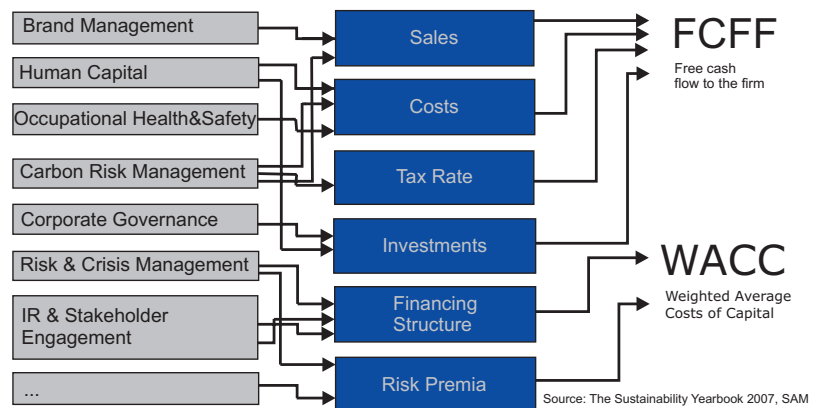 Brand Management
Human Capital
Occupational Health&Safety
Carbon Risk Management
Corporate Governance
Risk & Crisis Management
IR & Stakeholder
Engagement
...
Sales
Costs
Tax Rate
Investments
Financing
Structure
Risk Premia
FCFF
Free cash
flow to the firm
WACC
Weighted Average
Costs of Capital
Source: The Sustainability Yearbook 2007, SAM